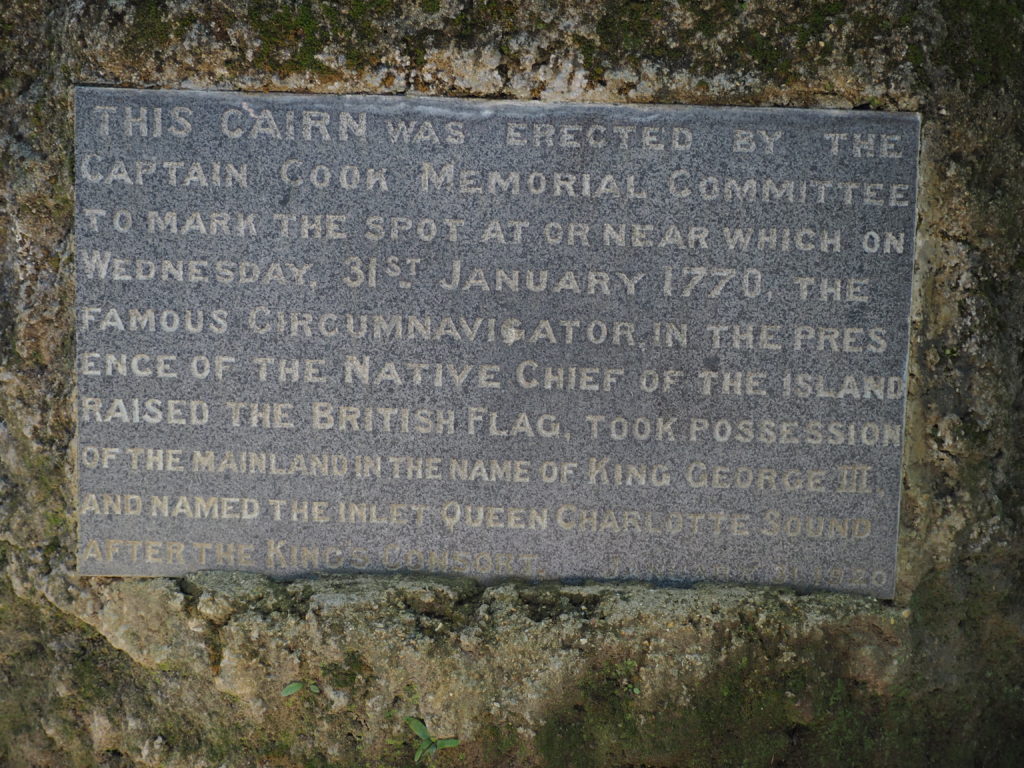 THIS CAIRN WAS ERECTED BY THE
CAPTAIN COOK MEMORIAL COMMITTEE
TO MARK THE SPOT AT OR NEAR WHICH ON
WEDNESDAY, 31ST JANUARY 1770, THE
FAMOUS CIRCUMNAVIGATOR, IN THE PRES
ENCE OF THE NATIVE CHIEF OF THE ISLAND
RAISED THE BRITISH FLAG, TOOK POSSESSION
OF THE MAINLAND IN THE NAME OF KING GEORGE III,
AND NAMED THE INLET QUEEN CHARLOTTE SOUND
AFTER THE KING'S CONSORT. 1920